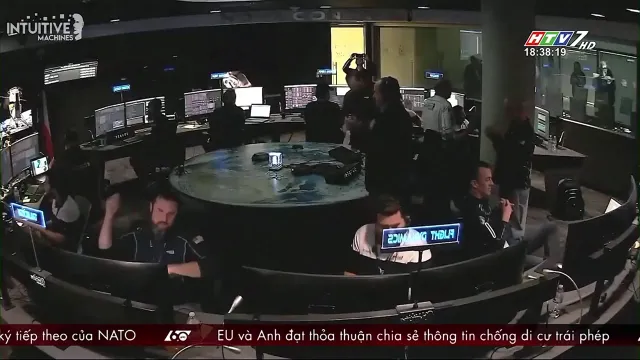 INTUITIVE
MACHINES
HTV7 HD
18:38:19
FLIGHT DYNAMICS
ký tiếp theo của NATO
60
EU và Anh đạt thỏa thuận chia sẻ thông tin chống di cư trái phép